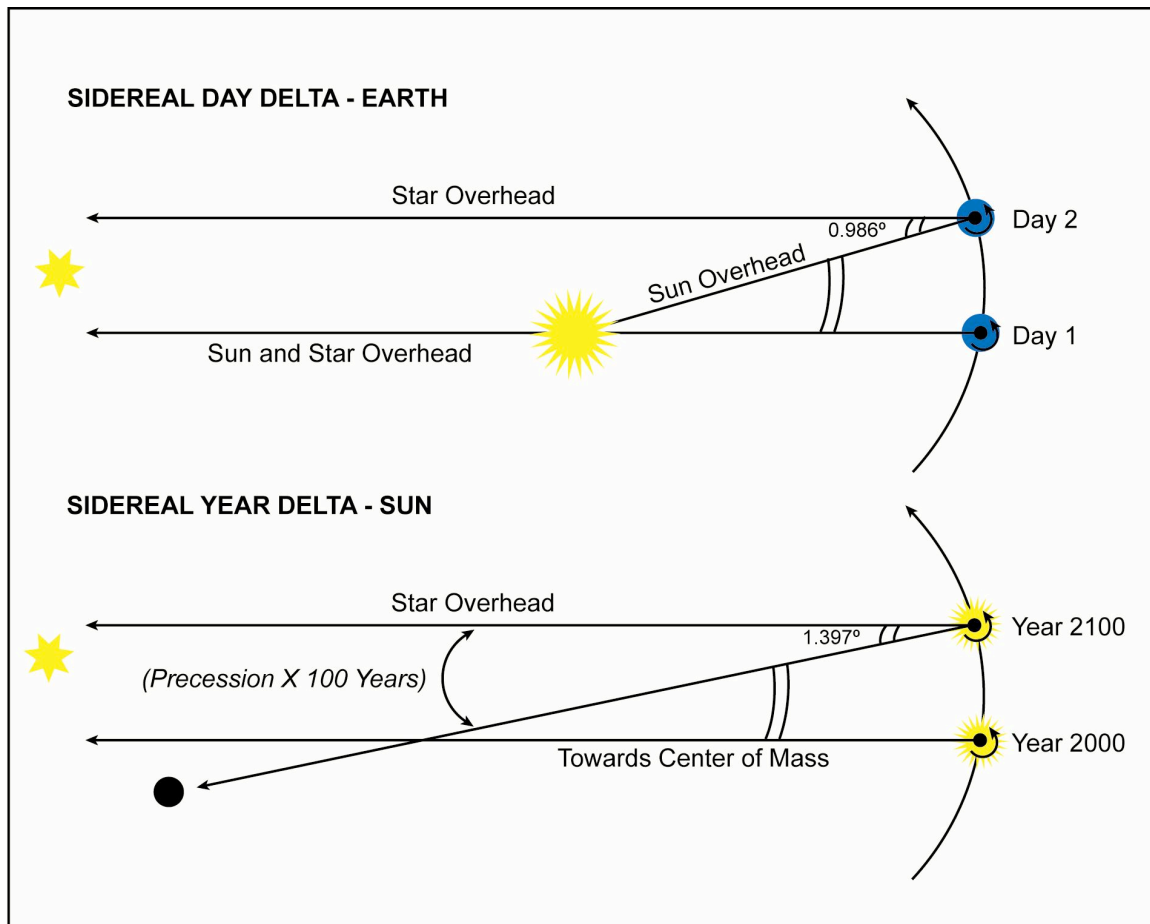 SIDEREAL DAY DELTA - EARTH
Star Overhead
0.986º
Day 2
Sun Overhead
Sun and Star Overhead
Day 1
SIDEREAL YEAR DELTA - SUN
Star Overhead
1.397º
Year 2100
(Precession X 100 Years)
Towards Center of Mass
Year 2000